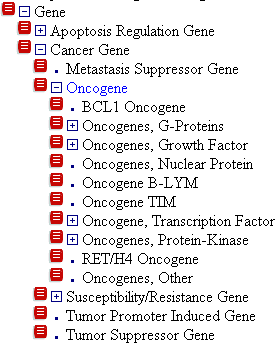 Gene
Apoptosis Regulation Gene
Cancer Gene
Metastasis Suppressor Gene
Oncogene
BCL1 Oncogene
Oncogenes, G-Proteins
Oncogenes, Growth Factor
Oncogenes, Nuclear Protein
Oncogene B-LYM
Oncogene TIM
Oncogene, Transcription Factor
Oncogenes, Protein-Kinase
RET/H4 Oncogene
Oncogenes, Other
Susceptibility/Resistance Gene
Tumor Promoter Induced Gene
Tumor Suppressor Gene